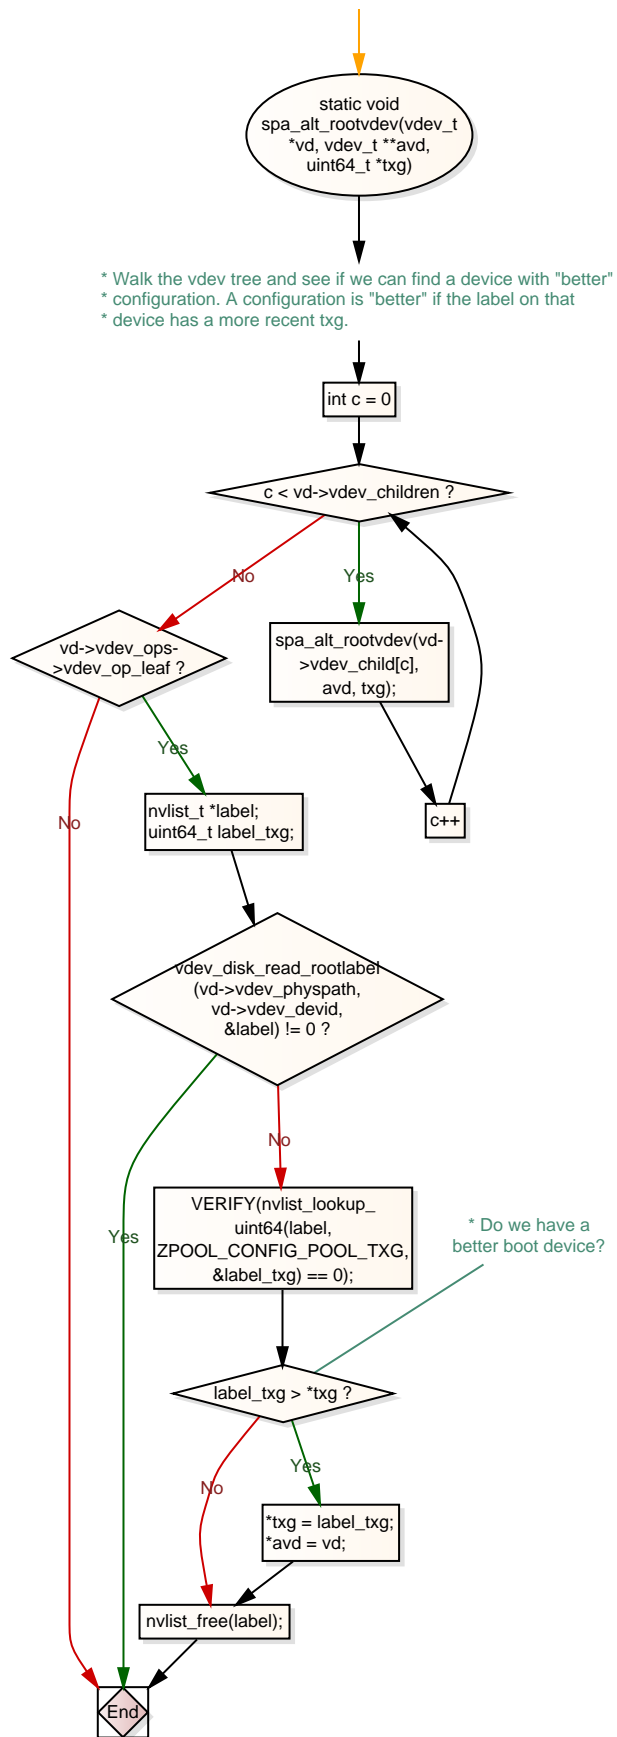 static void
spa_alt_rootvdev(vdev_t
*vd, vdev_t **avd,
uint64_t *txg)
* Walk the vdev tree and see if we can find a device with "better"
* configuration. A configuration is "better" if the label on that
* device has a more recent txg.
int c = 0
c < vd->vdev_children ?
No
Yes
vd->vdev_ops-
>vdev_op_leaf ?
spa_alt_rootvdev(vd-
>vdev_child[c],
avd, txg);
Yes
No
nvlist_t *label;
uint64_t label_txg;
c++
vdev_disk_read_rootlabel
(vd->vdev_physpath,
vd->vdev_devid,
&label) != 0 ?
No
Yes
VERIFY(nvlist_lookup_
uint64(label,
ZPOOL_CONFIG_POOL_TXG,
&label_txg) == 0);
* Do we have a
better boot device?
label_txg > *txg ?
Yes
No
*txg = label_txg;
*avd = vd;
nvlist_free(label);
End